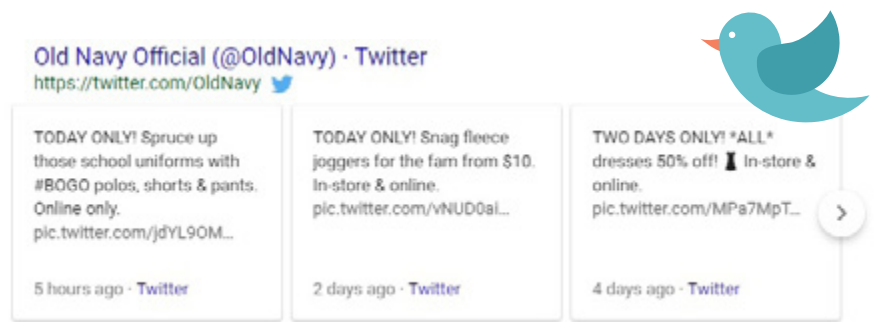 Old Navy Official (@OldNavy) · Twitter
https://twitter.com/OldNavy
TODAY ONLY! Spruce up
those school uniforms with
#BOGO polos, shorts & pants.
Online only.
pic.twitter.com/jdYL9OM...
5 hours ago · Twitter
TODAY ONLY! Snag fleece
joggers for the fam from $10.
In-store & online.
pic.twitter.com/vNUD0ai...
2 days ago · Twitter
TWO DAYS ONLY! *ALL*
dresses 50% off! In-store &
online.
pic.twitter.com/MPa7MpT...
4 days ago · Twitter